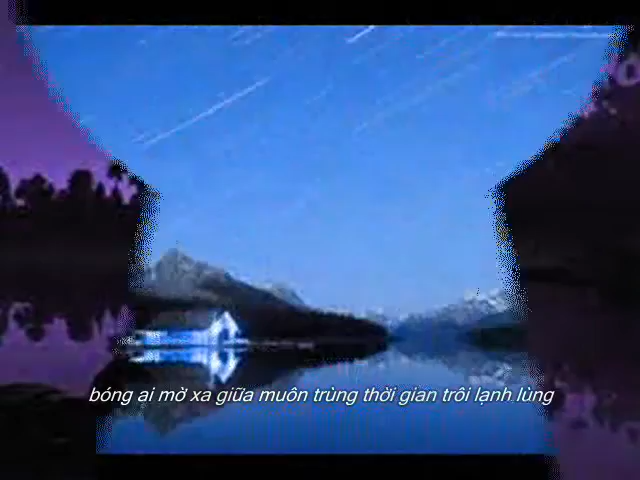 bóng ai mờ xa giữa muôn trùng thời gian trôi lạnh lùng